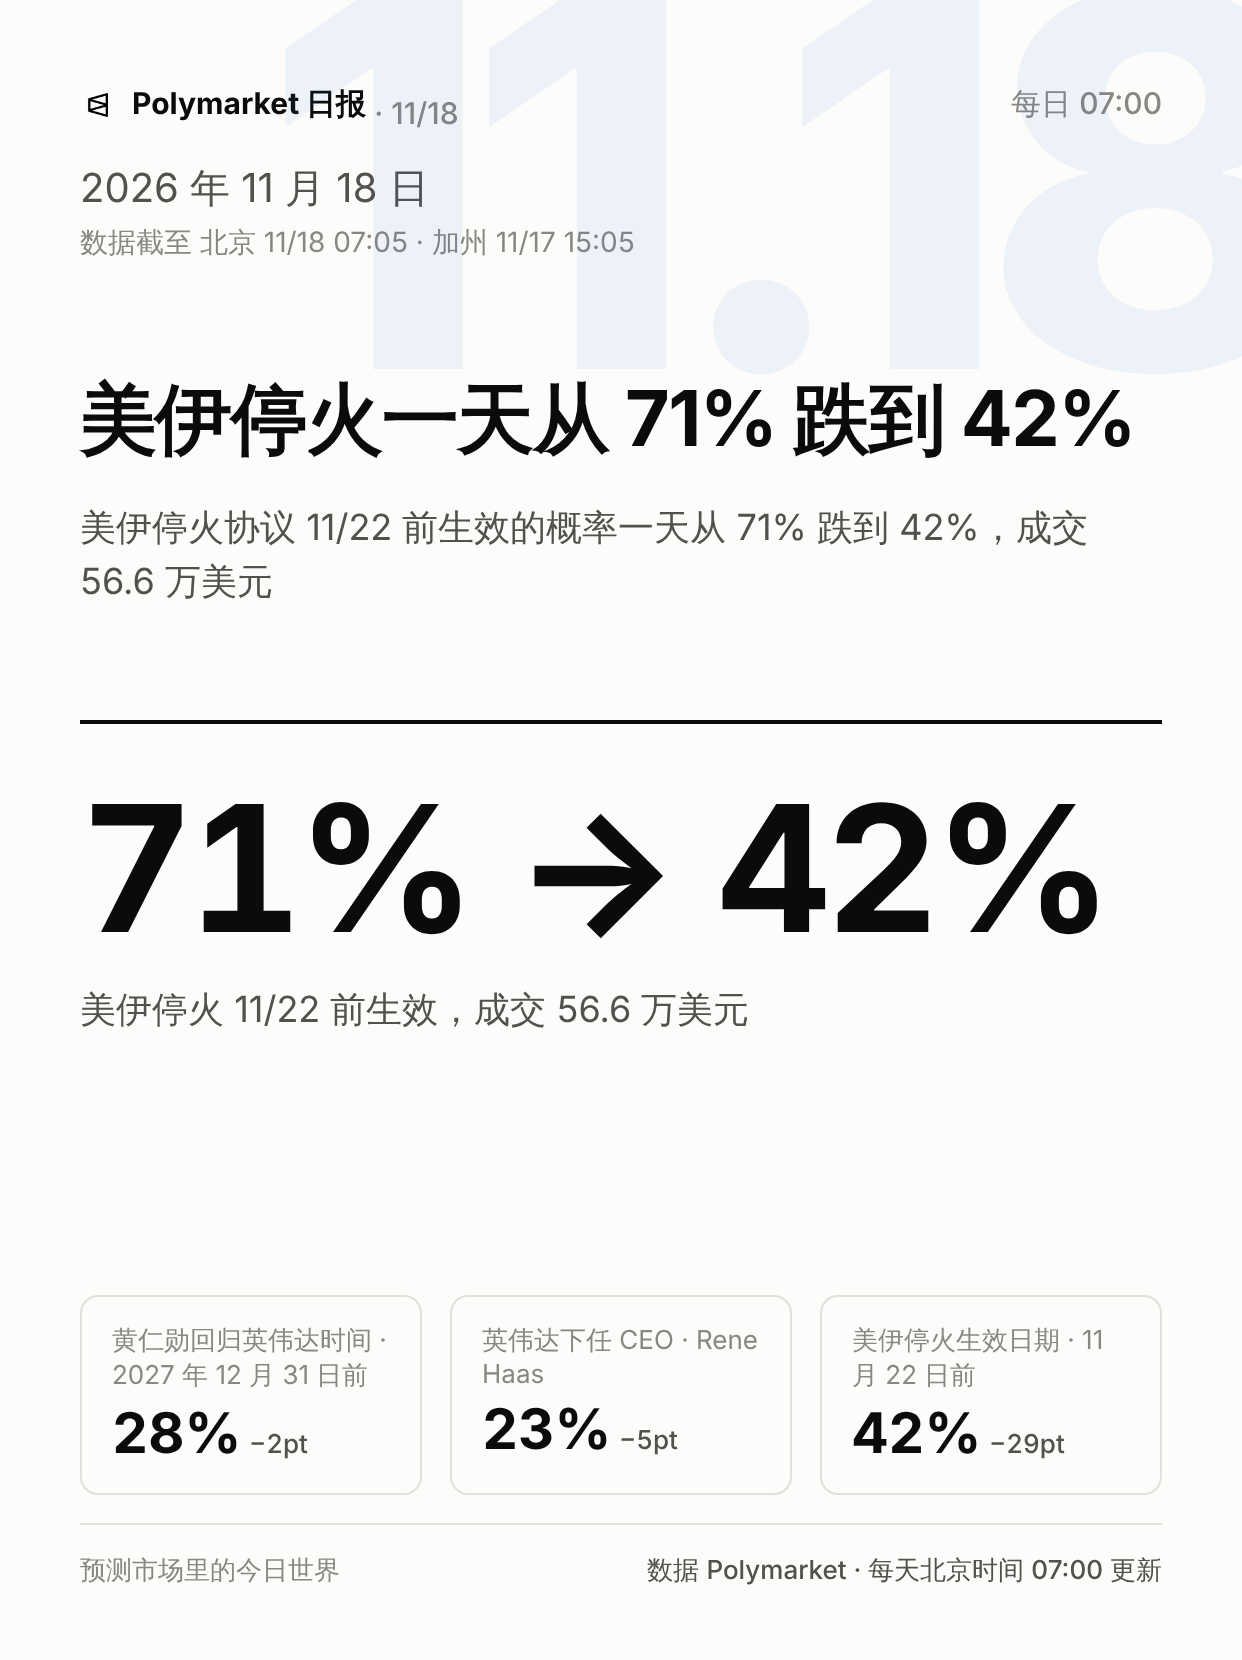 11.18
Polymarket 日报 · 11/18
每日 07:00
2026 年 11 月 18 日
数据截至 北京 11/18 07:05 · 加州 11/17 15:05
美伊停火一天从 71% 跌到 42%
美伊停火协议 11/22 前生效的概率一天从 71% 跌到 42%，成交
56.6 万美元
71% → 42%
美伊停火 11/22 前生效，成交 56.6 万美元
黄仁勋回归英伟达时间 ·
2027 年 12 月 31 日前
28% −2pt
英伟达下任 CEO · Rene
Haas
23% −5pt
美伊停火生效日期 · 11
月 22 日前
42% −29pt
预测市场里的今日世界
数据 Polymarket · 每天北京时间 07:00 更新